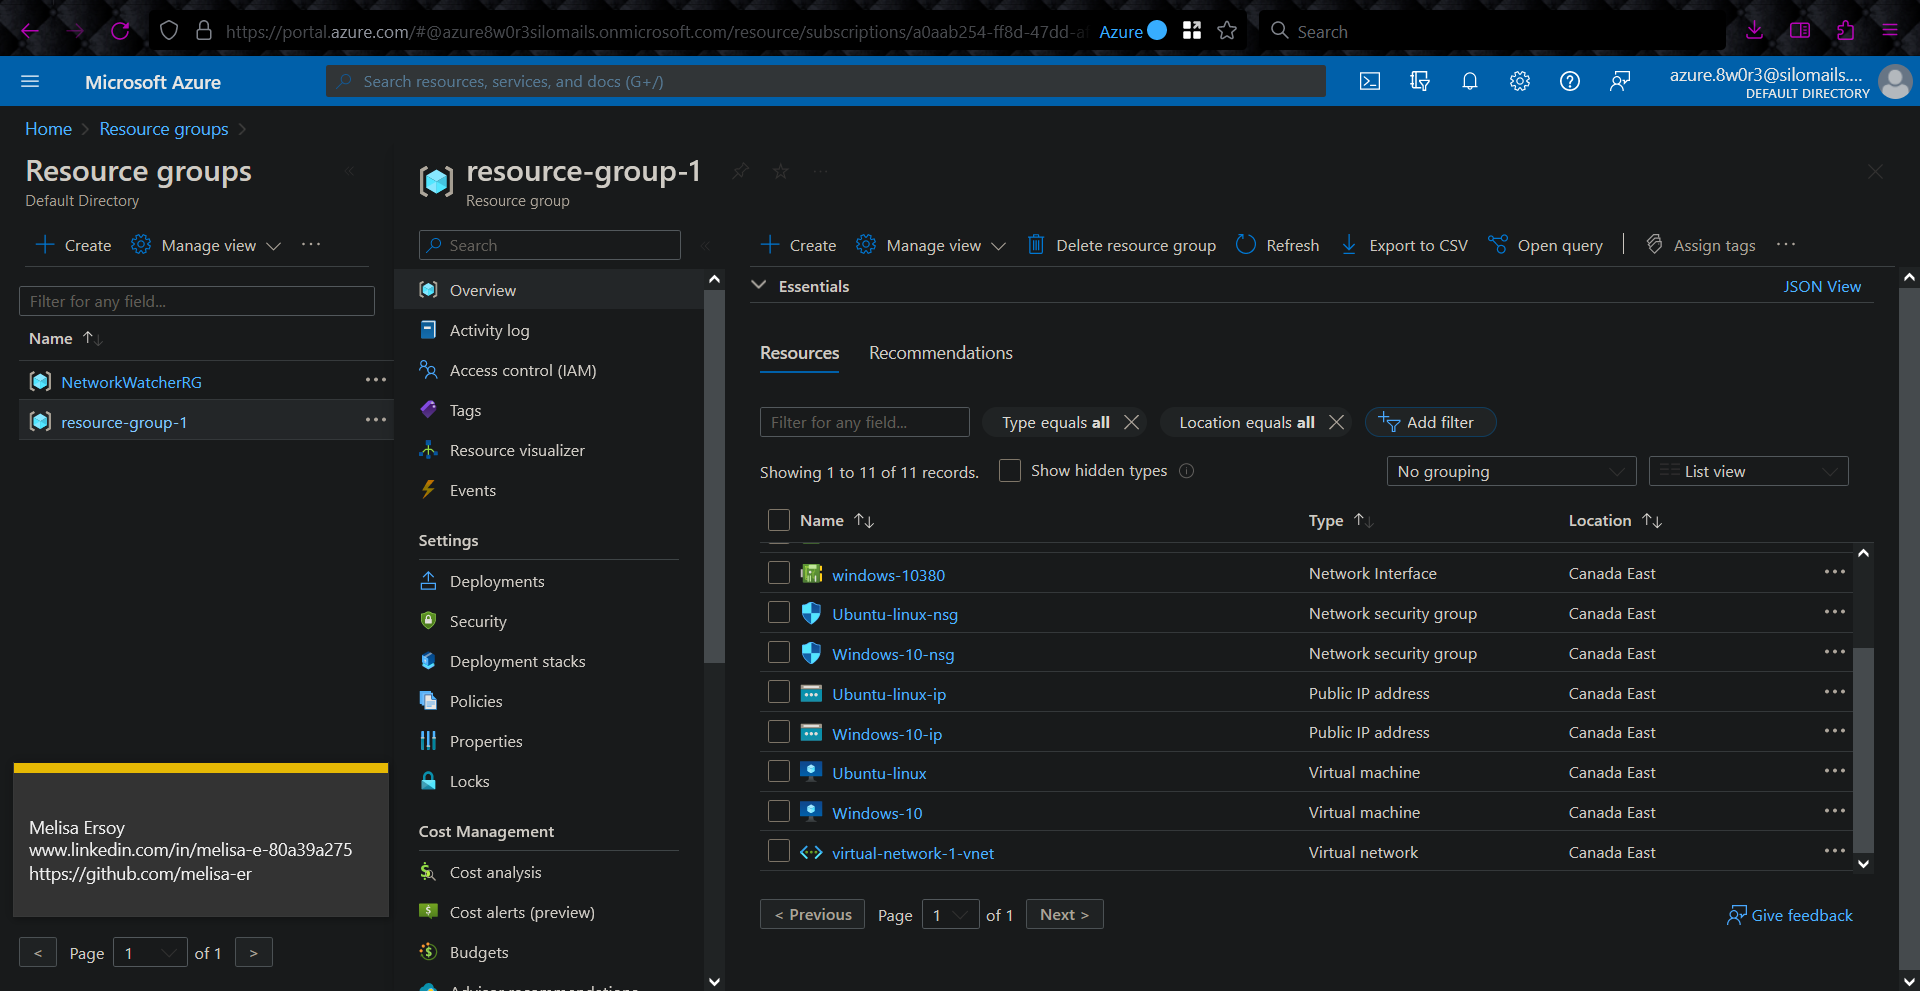 https://portal.azure.com/#@azure8w0r3silomails.onmicrosoft.com/resource/subscriptions/a0aab254-ff8d-47dd-a
Azure
Search
Microsoft Azure
Search resources, services, and docs (G+/)
azure.8w0r3@silomails....
DEFAULT DIRECTORY
Home > Resource groups >
Resource groups
Default Directory
Create
Manage view
Filter for any field...
Name
NetworkWatcherRG
resource-group-1
Melisa Ersoy
www.linkedin.com/in/melisa-e-80a39a275
https://github.com/melisa-er
< Page 1 of 1 >
resource-group-1
Resource group
Search
Overview
Activity log
Access control (IAM)
Tags
Resource visualizer
Events
Settings
Deployments
Security
Deployment stacks
Policies
Properties
Locks
Cost Management
Cost analysis
Cost alerts (preview)
Budgets
Advisor recommendations
Create Manage view Delete resource group Refresh Export to CSV Open query Assign tags
Essentials
JSON View
Resources Recommendations
Filter for any field... Type equals all Location equals all Add filter
Showing 1 to 11 of 11 records. Show hidden types No grouping List view
Name Type Location
windows-10380 Network Interface Canada East
Ubuntu-linux-nsg Network security group Canada East
Windows-10-nsg Network security group Canada East
Ubuntu-linux-ip Public IP address Canada East
Windows-10-ip Public IP address Canada East
Ubuntu-linux Virtual machine Canada East
Windows-10 Virtual machine Canada East
virtual-network-1-vnet Virtual network Canada East
< Previous Page 1 of 1 Next >
Give feedback